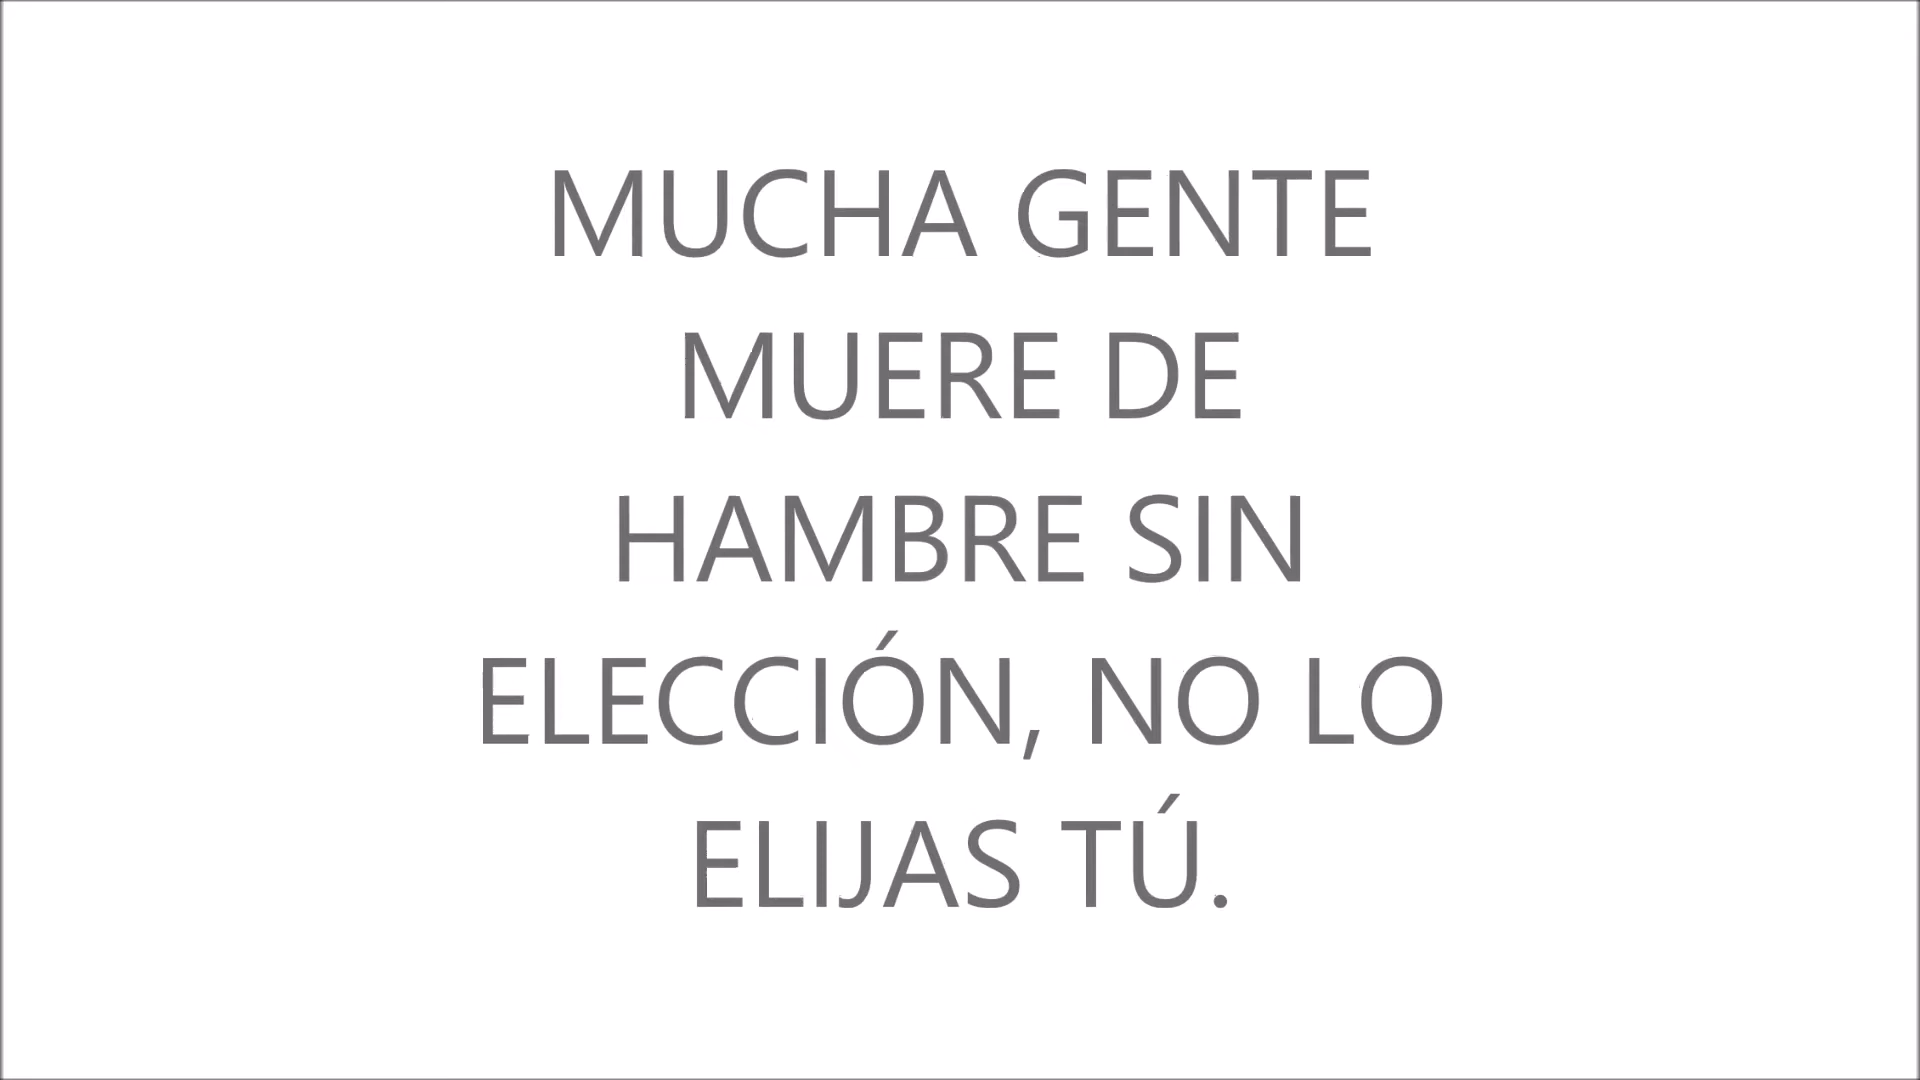 MUCHA GENTE
MUERE DE
HAMBRE SIN
ELECCIÓN, NO LO
ELIJAS TÚ.